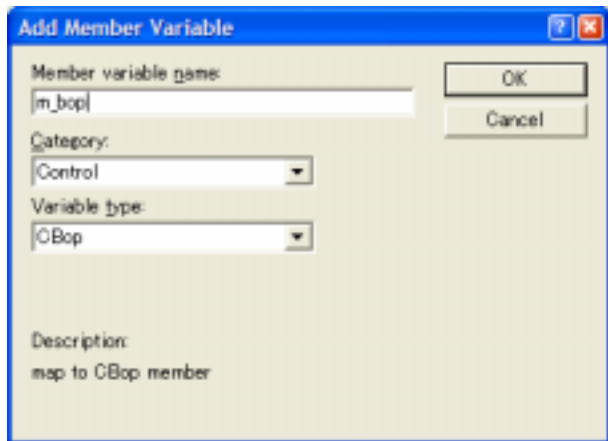 Add Member Variable
Member variable name:
m_bop
OK
Cancel
Category:
Control
Variable type:
CBop
Description:
map to CBop member